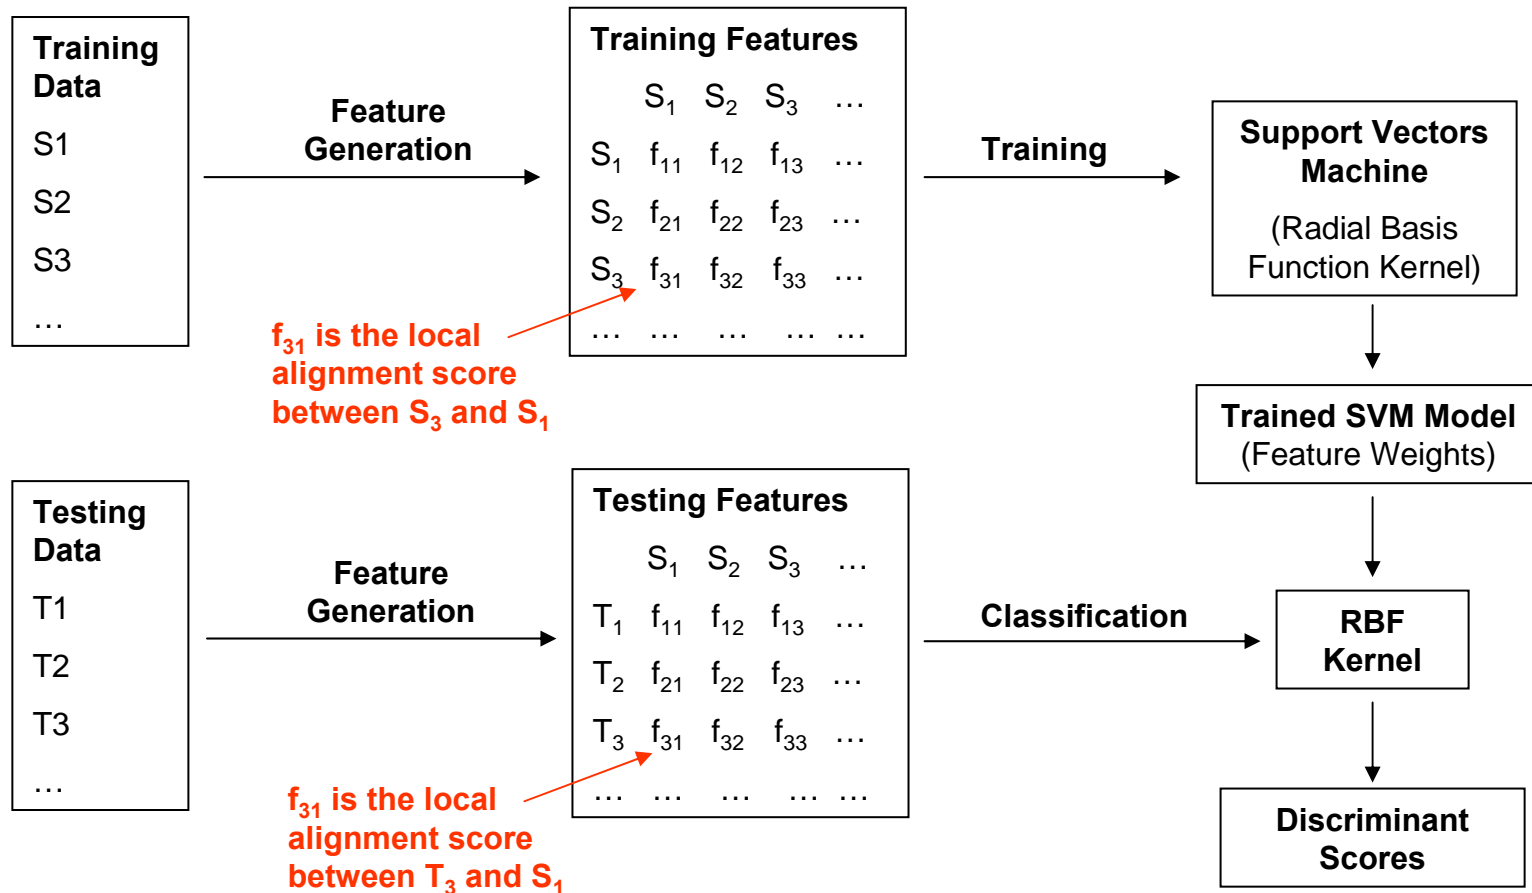 Training
Data
S1
S2
S3
…
Feature
Generation
Training Features
S₁ S₂ S₃ …
S₁ f₁₁ f₁₂ f₁₃ …
S₂ f₂₁ f₂₂ f₂₃ …
S₃ f₃₁ f₃₂ f₃₃ …
… … … … …
f₃₁ is the local
alignment score
between S₃ and S₁
Training
Support Vectors
Machine
(Radial Basis
Function Kernel)
Trained SVM Model
(Feature Weights)
Testing
Data
T1
T2
T3
…
Feature
Generation
Testing Features
S₁ S₂ S₃ …
T₁ f₁₁ f₁₂ f₁₃ …
T₂ f₂₁ f₂₂ f₂₃ …
T₃ f₃₁ f₃₂ f₃₃ …
… … … … …
f₃₁ is the local
alignment score
between T₃ and S₁
Classification
RBF
Kernel
Discriminant
Scores